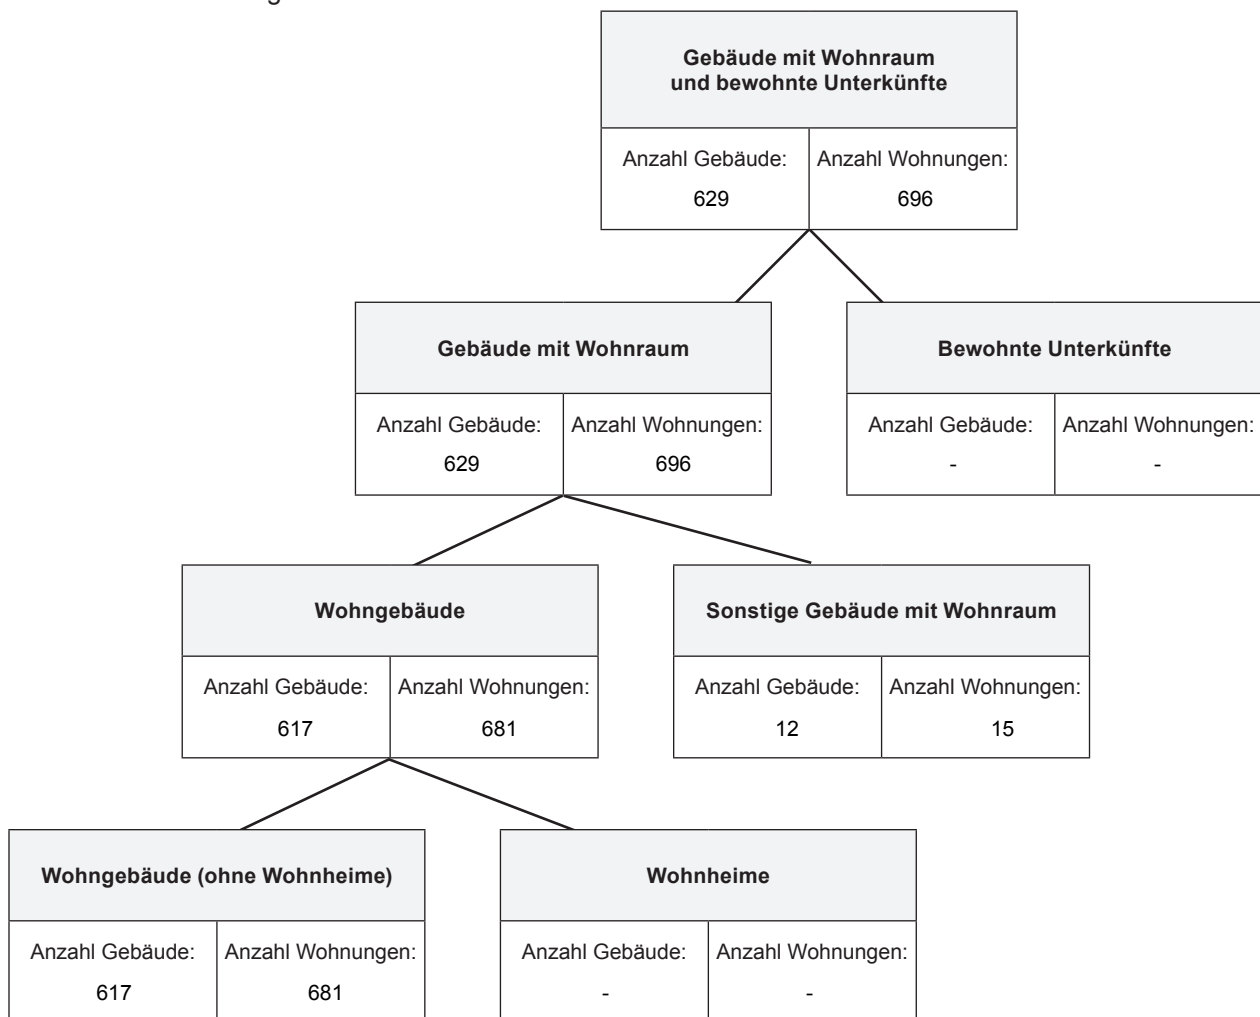 Gebäude mit Wohnraum
und bewohnte Unterkünfte
Anzahl Gebäude: Anzahl Wohnungen:
629 696
Gebäude mit Wohnraum Bewohnte Unterkünfte
Anzahl Gebäude: Anzahl Wohnungen: Anzahl Gebäude: Anzahl Wohnungen:
629 696 - -
Wohngebäude Sonstige Gebäude mit Wohnraum
Anzahl Gebäude: Anzahl Wohnungen: Anzahl Gebäude: Anzahl Wohnungen:
617 681 12 15
Wohngebäude (ohne Wohnheime) Wohnheime
Anzahl Gebäude: Anzahl Wohnungen: Anzahl Gebäude: Anzahl Wohnungen:
617 681 - -